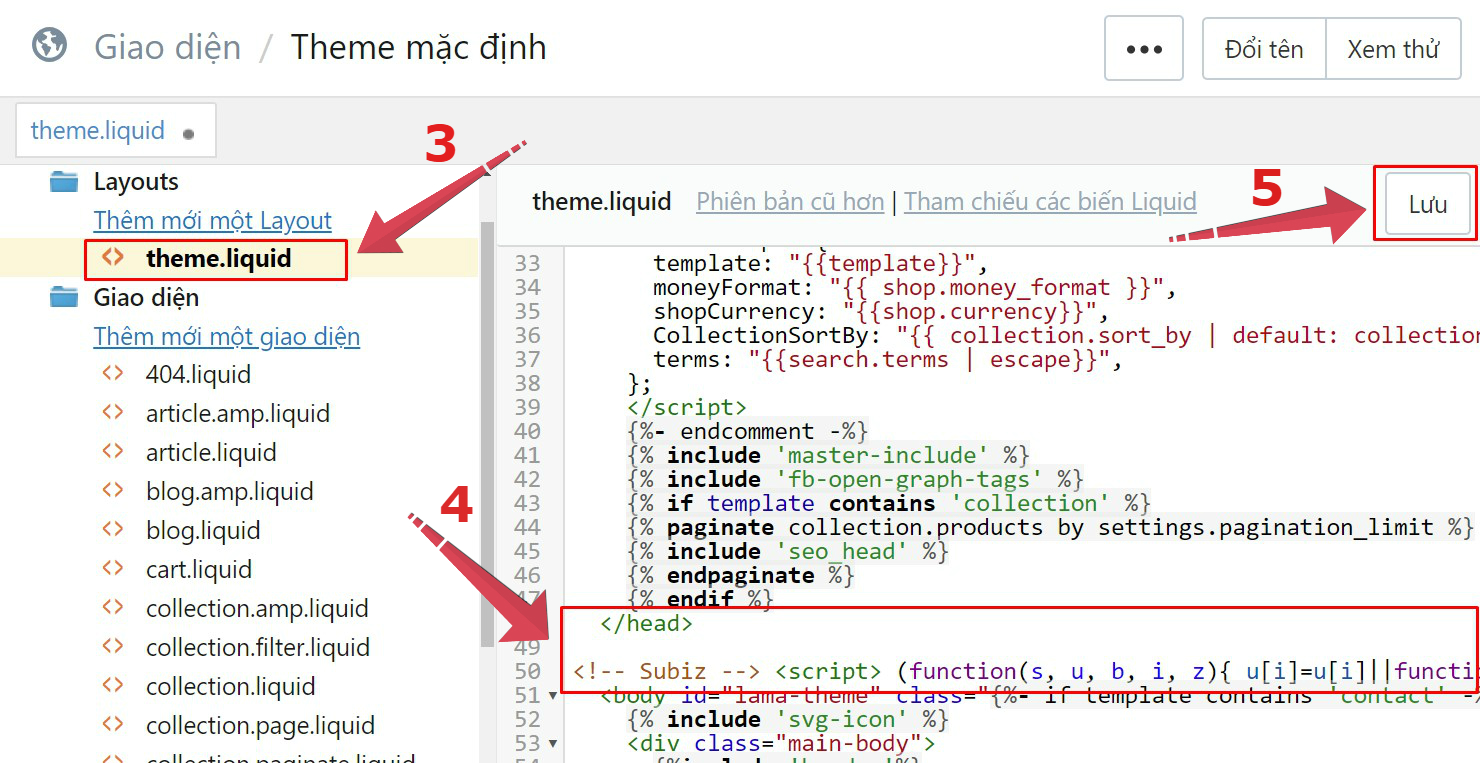 Giao diện / Theme mặc định
••• Đổi tên Xem thử
theme.liquid ●
3
Layouts
Thêm mới một Layout
<> theme.liquid
Giao diện
Thêm mới một giao diện
<> 404.liquid
<> article.amp.liquid
<> article.liquid
<> blog.amp.liquid
<> blog.liquid
<> cart.liquid
<> collection.amp.liquid
<> collection.filter.liquid
<> collection.liquid
<> collection.page.liquid
<> collection.paginate.liquid
theme.liquid Phiên bản cũ hơn | Tham chiếu các biến Liquid
5
Lưu
33 template: "{{template}}",
34 moneyFormat: "{{ shop.money_format }}",
35 shopCurrency: "{{shop.currency}}",
36 CollectionSortBy: "{{ collection.sort_by | default: collection
37 terms: "{{search.terms | escape}}",
38 };
39 </script>
40 {%- endcomment -%}
41 {% include 'master-include' %}
42 {% include 'fb-open-graph-tags' %}
43 {% if template contains 'collection' %}
44 {% paginate collection.products by settings.pagination_limit %}
45 {% include 'seo_head' %}
46 {% endpaginate %}
47 {% endif %}
4
</head>
49
50 <!-- Subiz --> <script> (function(s, u, b, i, z){ u[i]=u[i]||functi
51 <body id="lama-theme" class="{%- if template contains 'contact' -%
52 {% include 'svg-icon' %}
53 <div class="main-body">